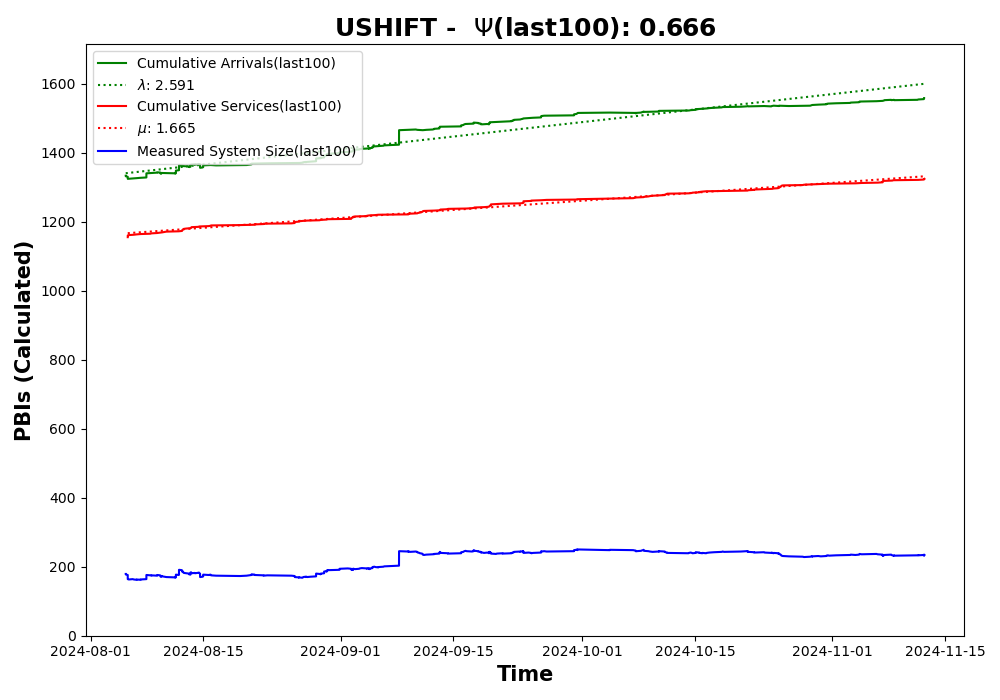 USHIFT - Ψ(last100): 0.666
Cumulative Arrivals(last100)
λ: 2.591
Cumulative Services(last100)
μ: 1.665
Measured System Size(last100)
PBIs (Calculated)
1600
1400
1200
1000
800
600
400
200
0
2024-08-01 2024-08-15 2024-09-01 2024-09-15 2024-10-01 2024-10-15 2024-11-01 2024-11-15
Time